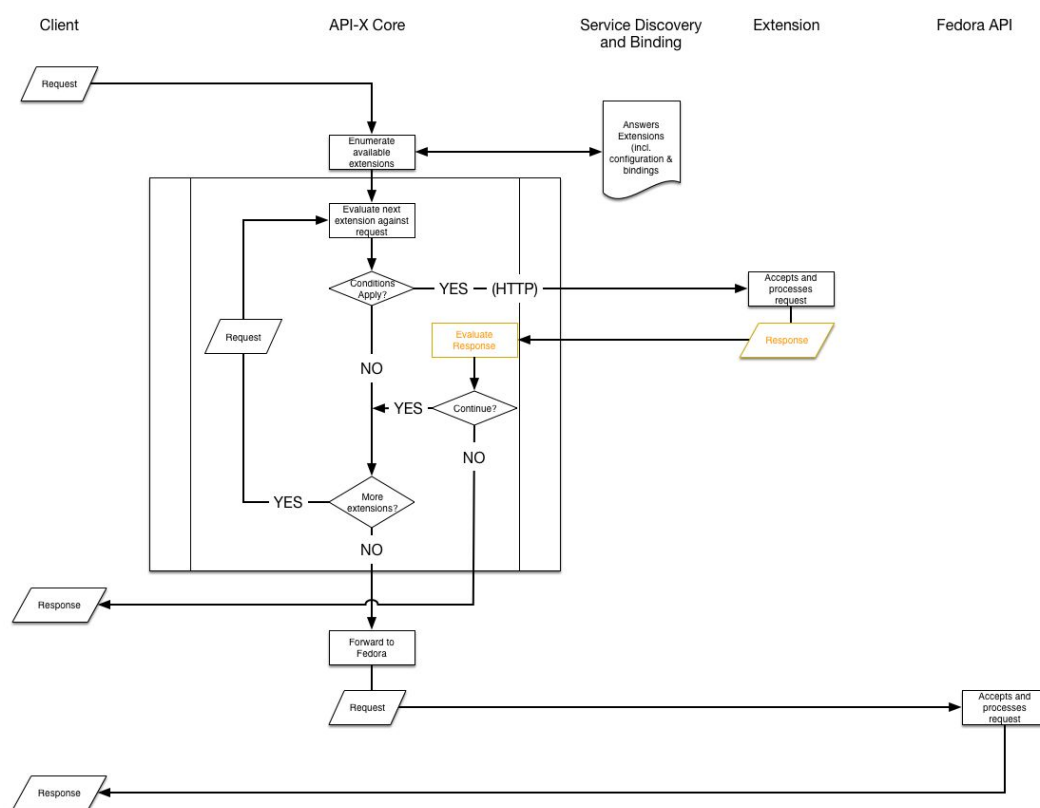 Client
API-X Core
Service Discovery
and Binding
Extension
Fedora API
Request
Enumerate
available
extensions
Answers
Extensions
(incl.
configuration &
bindings
Evaluate next
extension against
request
Conditions
Apply?
YES
(HTTP)
Accepts and
processes
request
Request
Evaluate
Response
Response
NO
YES
Continue?
NO
YES
More
extensions?
NO
Response
Forward to
Fedora
Request
Accepts and
processes
request
Response